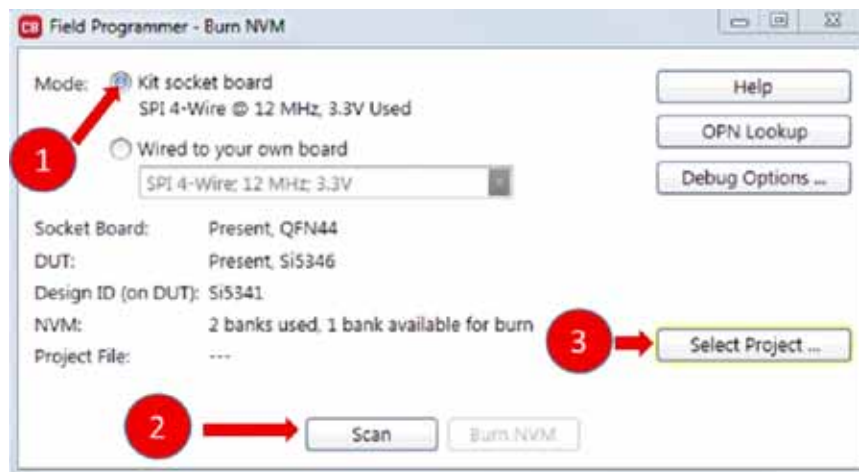 CB Field Programmer - Burn NVM
Mode: Kit socket board
SPI 4-Wire @ 12 MHz, 3.3V Used
Help
Wired to your own board
OPN Lookup
SPI 4-Wire; 12 MHz; 3.3V
Debug Options ...
1
Socket Board: Present, QFN44
DUT: Present, Si5346
Design ID (on DUT): Si5341
NVM: 2 banks used, 1 bank available for burn
Project File: ---
3
Select Project ...
2
Scan
Burn NVM